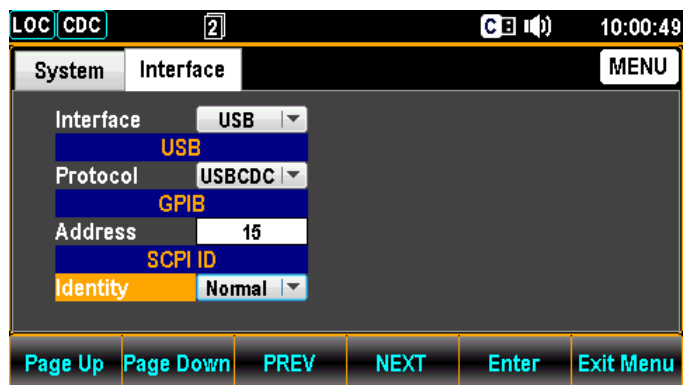 LOC CDC 2 C 10:00:49
System Interface MENU
Interface USB
USB
Protocol USBCDC
GPIB
Address 15
SCPI ID
Identity Normal
Page Up Page Down PREV NEXT Enter Exit Menu